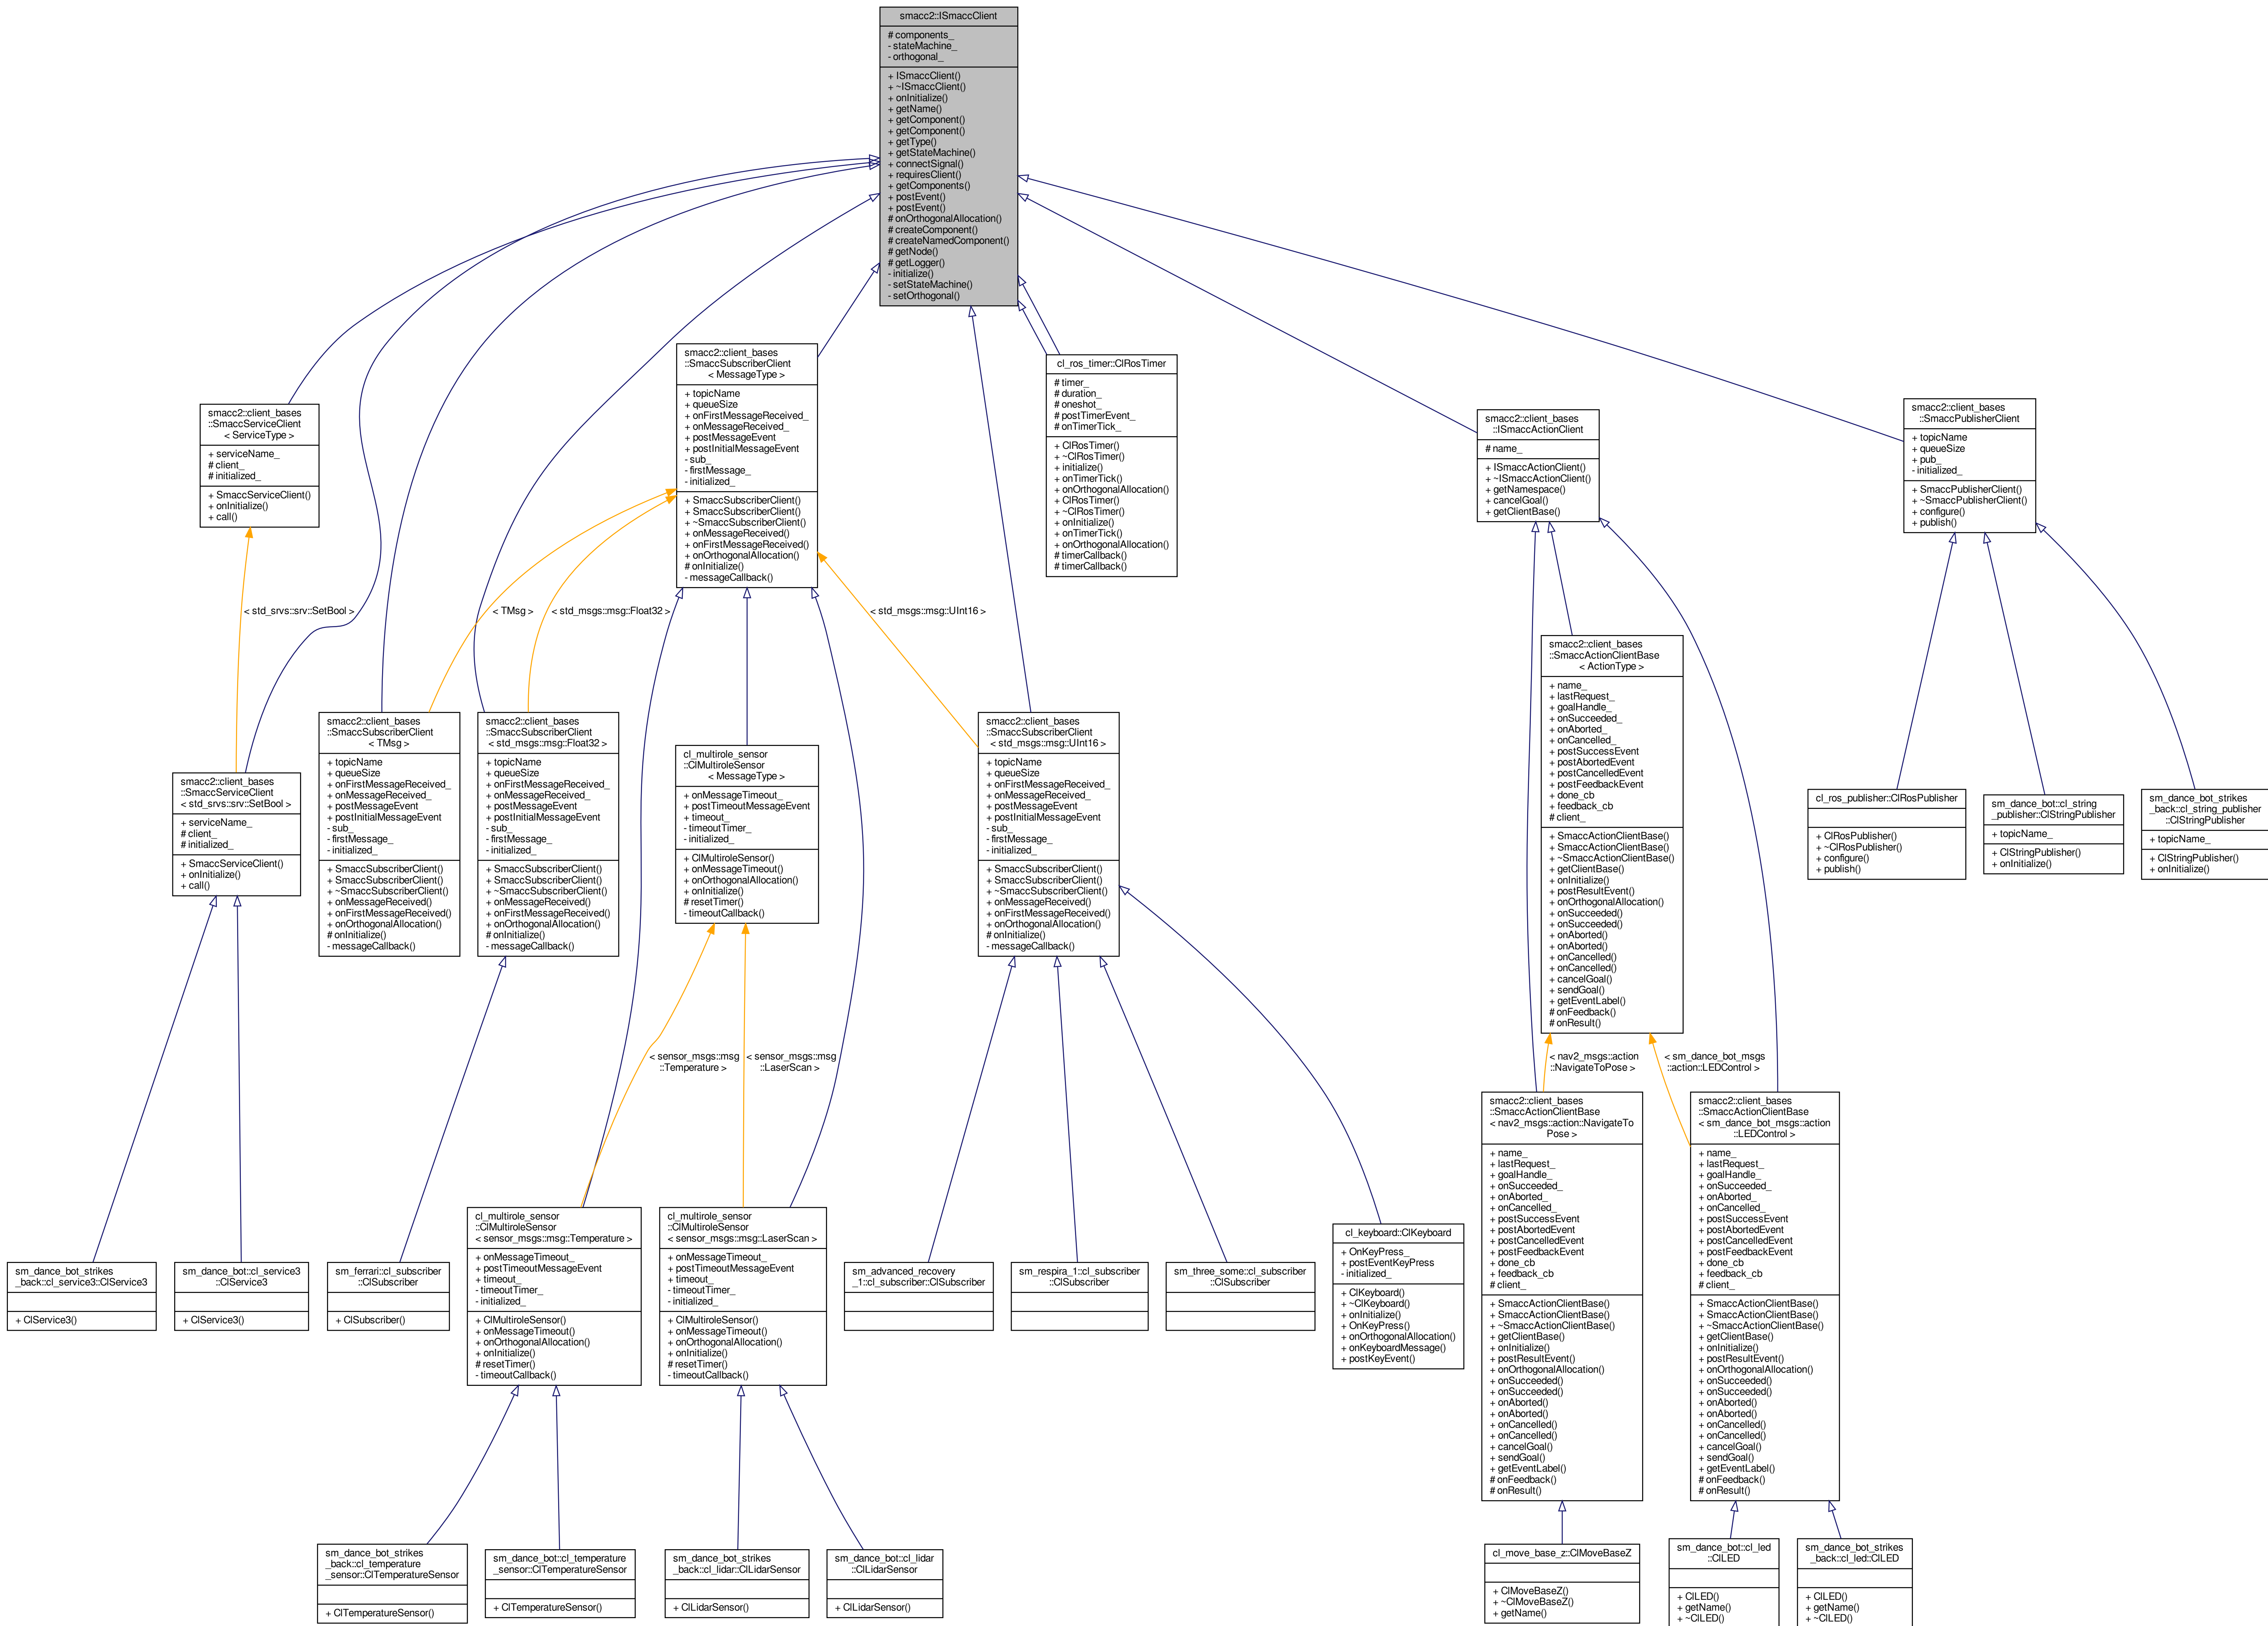 smacc2::ISmaccClient
# components_
- stateMachine_
- orthogonal_
+ ISmaccClient()
+ ~ISmaccClient()
+ onInitialize()
+ getName()
+ getComponent()
+ getComponent()
+ getType()
+ getStateMachine()
+ connectSignal()
+ requiresClient()
+ getComponents()
+ postEvent()
+ postEvent()
# onOrthogonalAllocation()
# createComponent()
# createNamedComponent()
# getNode()
# getLogger()
- initialize()
- setStateMachine()
- setOrthogonal()
smacc2::client_bases
::SmaccSubscriberClient
< MessageType >
+ topicName
+ queueSize
+ onFirstMessageReceived_
+ onMessageReceived_
+ postMessageEvent
+ postInitialMessageEvent
- sub_
- firstMessage_
- initialized_
+ SmaccSubscriberClient()
+ SmaccSubscriberClient()
+ ~SmaccSubscriberClient()
+ onMessageReceived()
+ onFirstMessageReceived()
+ onOrthogonalAllocation()
# onInitialize()
- messageCallback()
cl_ros_timer::ClRosTimer
# timer_
# duration_
# oneshot_
# postTimerEvent_
# onTimerTick_
+ ClRosTimer()
+ ~ClRosTimer()
+ initialize()
+ onTimerTick()
+ onOrthogonalAllocation()
+ ClRosTimer()
+ ~ClRosTimer()
+ onInitialize()
+ onTimerTick()
+ onOrthogonalAllocation()
# timerCallback()
# timerCallback()
smacc2::client_bases
::SmaccServiceClient
< ServiceType >
+ serviceName_
# client_
# initialized_
+ SmaccServiceClient()
+ onInitialize()
+ call()
smacc2::client_bases
::ISmaccActionClient
# name_
+ ISmaccActionClient()
+ ~ISmaccActionClient()
+ getNamespace()
+ cancelGoal()
+ getClientBase()
smacc2::client_bases
::SmaccPublisherClient
+ topicName
+ queueSize
+ pub_
- initialized_
+ SmaccPublisherClient()
+ ~SmaccPublisherClient()
+ configure()
+ publish()
< std_srvs::srv::SetBool >
< TMsg >
< std_msgs::msg::Float32 >
< std_msgs::msg::UInt16 >
smacc2::client_bases
::SmaccActionClientBase
< ActionType >
+ name_
+ lastRequest_
+ goalHandle_
+ onSucceeded_
+ onAborted_
+ onCancelled_
+ postSuccessEvent
+ postAbortedEvent
+ postCancelledEvent
+ postFeedbackEvent
+ done_cb
+ feedback_cb
# client_
+ SmaccActionClientBase()
+ SmaccActionClientBase()
+ ~SmaccActionClientBase()
+ getClientBase()
+ onInitialize()
+ postResultEvent()
+ onOrthogonalAllocation()
+ onSucceeded()
+ onSucceeded()
+ onAborted()
+ onAborted()
+ onCancelled()
+ onCancelled()
+ cancelGoal()
+ sendGoal()
+ getEventLabel()
# onFeedback()
# onResult()
smacc2::client_bases
::SmaccServiceClient
< std_srvs::srv::SetBool >
+ serviceName_
# client_
# initialized_
+ SmaccServiceClient()
+ onInitialize()
+ call()
smacc2::client_bases
::SmaccSubscriberClient
< TMsg >
+ topicName
+ queueSize
+ onFirstMessageReceived_
+ onMessageReceived_
+ postMessageEvent
+ postInitialMessageEvent
- sub_
- firstMessage_
- initialized_
+ SmaccSubscriberClient()
+ SmaccSubscriberClient()
+ ~SmaccSubscriberClient()
+ onMessageReceived()
+ onFirstMessageReceived()
+ onOrthogonalAllocation()
# onInitialize()
- messageCallback()
smacc2::client_bases
::SmaccSubscriberClient
< std_msgs::msg::Float32 >
+ topicName
+ queueSize
+ onFirstMessageReceived_
+ onMessageReceived_
+ postMessageEvent
+ postInitialMessageEvent
- sub_
- firstMessage_
- initialized_
+ SmaccSubscriberClient()
+ SmaccSubscriberClient()
+ ~SmaccSubscriberClient()
+ onMessageReceived()
+ onFirstMessageReceived()
+ onOrthogonalAllocation()
# onInitialize()
- messageCallback()
cl_multirole_sensor
::ClMultiroleSensor
< MessageType >
+ onMessageTimeout_
+ postTimeoutMessageEvent
+ timeout_
- timeoutTimer_
- initialized_
+ ClMultiroleSensor()
+ onMessageTimeout()
+ onOrthogonalAllocation()
+ onInitialize()
# resetTimer()
- timeoutCallback()
smacc2::client_bases
::SmaccSubscriberClient
< std_msgs::msg::UInt16 >
+ topicName
+ queueSize
+ onFirstMessageReceived_
+ onMessageReceived_
+ postMessageEvent
+ postInitialMessageEvent
- sub_
- firstMessage_
- initialized_
+ SmaccSubscriberClient()
+ SmaccSubscriberClient()
+ ~SmaccSubscriberClient()
+ onMessageReceived()
+ onFirstMessageReceived()
+ onOrthogonalAllocation()
# onInitialize()
- messageCallback()
cl_ros_publisher::ClRosPublisher
+ ClRosPublisher()
+ ~ClRosPublisher()
+ configure()
+ publish()
sm_dance_bot::cl_string
_publisher::ClStringPublisher
+ topicName_
+ ClStringPublisher()
+ onInitialize()
sm_dance_bot_strikes
_back::cl_string_publisher
::ClStringPublisher
+ topicName_
+ ClStringPublisher()
+ onInitialize()
< sensor_msgs::msg
::Temperature >
< sensor_msgs::msg
::LaserScan >
< nav2_msgs::action
::NavigateToPose >
< sm_dance_bot_msgs
::action::LEDControl >
sm_dance_bot_strikes
_back::cl_service3::ClService3
+ ClService3()
sm_dance_bot::cl_service3
::ClService3
+ ClService3()
sm_ferrari::cl_subscriber
::ClSubscriber
+ ClSubscriber()
cl_multirole_sensor
::ClMultiroleSensor
< sensor_msgs::msg::Temperature >
+ onMessageTimeout_
+ postTimeoutMessageEvent
+ timeout_
- timeoutTimer_
- initialized_
+ ClMultiroleSensor()
+ onMessageTimeout()
+ onOrthogonalAllocation()
+ onInitialize()
# resetTimer()
- timeoutCallback()
cl_multirole_sensor
::ClMultiroleSensor
< sensor_msgs::msg::LaserScan >
+ onMessageTimeout_
+ postTimeoutMessageEvent
+ timeout_
- timeoutTimer_
- initialized_
+ ClMultiroleSensor()
+ onMessageTimeout()
+ onOrthogonalAllocation()
+ onInitialize()
# resetTimer()
- timeoutCallback()
sm_advanced_recovery
_1::cl_subscriber::ClSubscriber
sm_respira_1::cl_subscriber
::ClSubscriber
sm_three_some::cl_subscriber
::ClSubscriber
cl_keyboard::ClKeyboard
+ OnKeyPress_
+ postEventKeyPress
- initialized_
+ ClKeyboard()
+ ~ClKeyboard()
+ onInitialize()
+ OnKeyPress()
+ onOrthogonalAllocation()
+ onKeyboardMessage()
+ postKeyEvent()
smacc2::client_bases
::SmaccActionClientBase
< nav2_msgs::action::NavigateTo
Pose >
+ name_
+ lastRequest_
+ goalHandle_
+ onSucceeded_
+ onAborted_
+ onCancelled_
+ postSuccessEvent
+ postAbortedEvent
+ postCancelledEvent
+ postFeedbackEvent
+ done_cb
+ feedback_cb
# client_
+ SmaccActionClientBase()
+ SmaccActionClientBase()
+ ~SmaccActionClientBase()
+ getClientBase()
+ onInitialize()
+ postResultEvent()
+ onOrthogonalAllocation()
+ onSucceeded()
+ onSucceeded()
+ onAborted()
+ onAborted()
+ onCancelled()
+ onCancelled()
+ cancelGoal()
+ sendGoal()
+ getEventLabel()
# onFeedback()
# onResult()
smacc2::client_bases
::SmaccActionClientBase
< sm_dance_bot_msgs::action
::LEDControl >
+ name_
+ lastRequest_
+ goalHandle_
+ onSucceeded_
+ onAborted_
+ onCancelled_
+ postSuccessEvent
+ postAbortedEvent
+ postCancelledEvent
+ postFeedbackEvent
+ done_cb
+ feedback_cb
# client_
+ SmaccActionClientBase()
+ SmaccActionClientBase()
+ ~SmaccActionClientBase()
+ getClientBase()
+ onInitialize()
+ postResultEvent()
+ onOrthogonalAllocation()
+ onSucceeded()
+ onSucceeded()
+ onAborted()
+ onAborted()
+ onCancelled()
+ onCancelled()
+ cancelGoal()
+ sendGoal()
+ getEventLabel()
# onFeedback()
# onResult()
sm_dance_bot_strikes
_back::cl_temperature
_sensor::ClTemperatureSensor
+ ClTemperatureSensor()
sm_dance_bot::cl_temperature
_sensor::ClTemperatureSensor
+ ClTemperatureSensor()
sm_dance_bot_strikes
_back::cl_lidar::ClLidarSensor
+ ClLidarSensor()
sm_dance_bot::cl_lidar
::ClLidarSensor
+ ClLidarSensor()
cl_move_base_z::ClMoveBaseZ
+ ClMoveBaseZ()
+ ~ClMoveBaseZ()
+ getName()
sm_dance_bot::cl_led
::ClLED
+ ClLED()
+ getName()
+ ~ClLED()
sm_dance_bot_strikes
_back::cl_led::ClLED
+ ClLED()
+ getName()
+ ~ClLED()